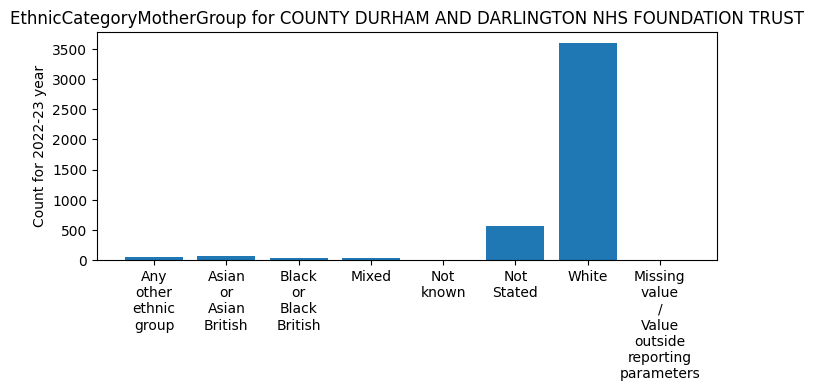 EthnicCategoryMotherGroup for COUNTY DURHAM AND DARLINGTON NHS FOUNDATION TRUST
Count for 2022-23 year
3500
3000
2500
2000
1500
1000
500
0
Any
other
ethnic
group
Asian
or
Asian
British
Black
or
Black
British
Mixed
Not
known
Not
Stated
White
Missing
value
/
Value
outside
reporting
parameters